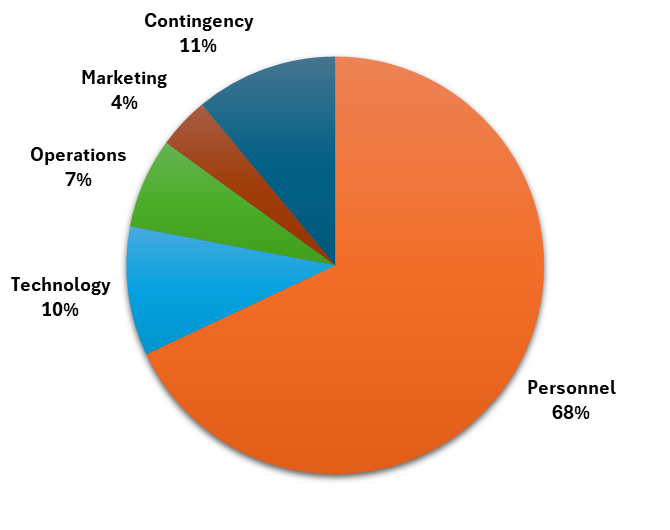 Contingency
11%
Marketing
4%
Operations
7%
Technology
10%
Personnel
68%